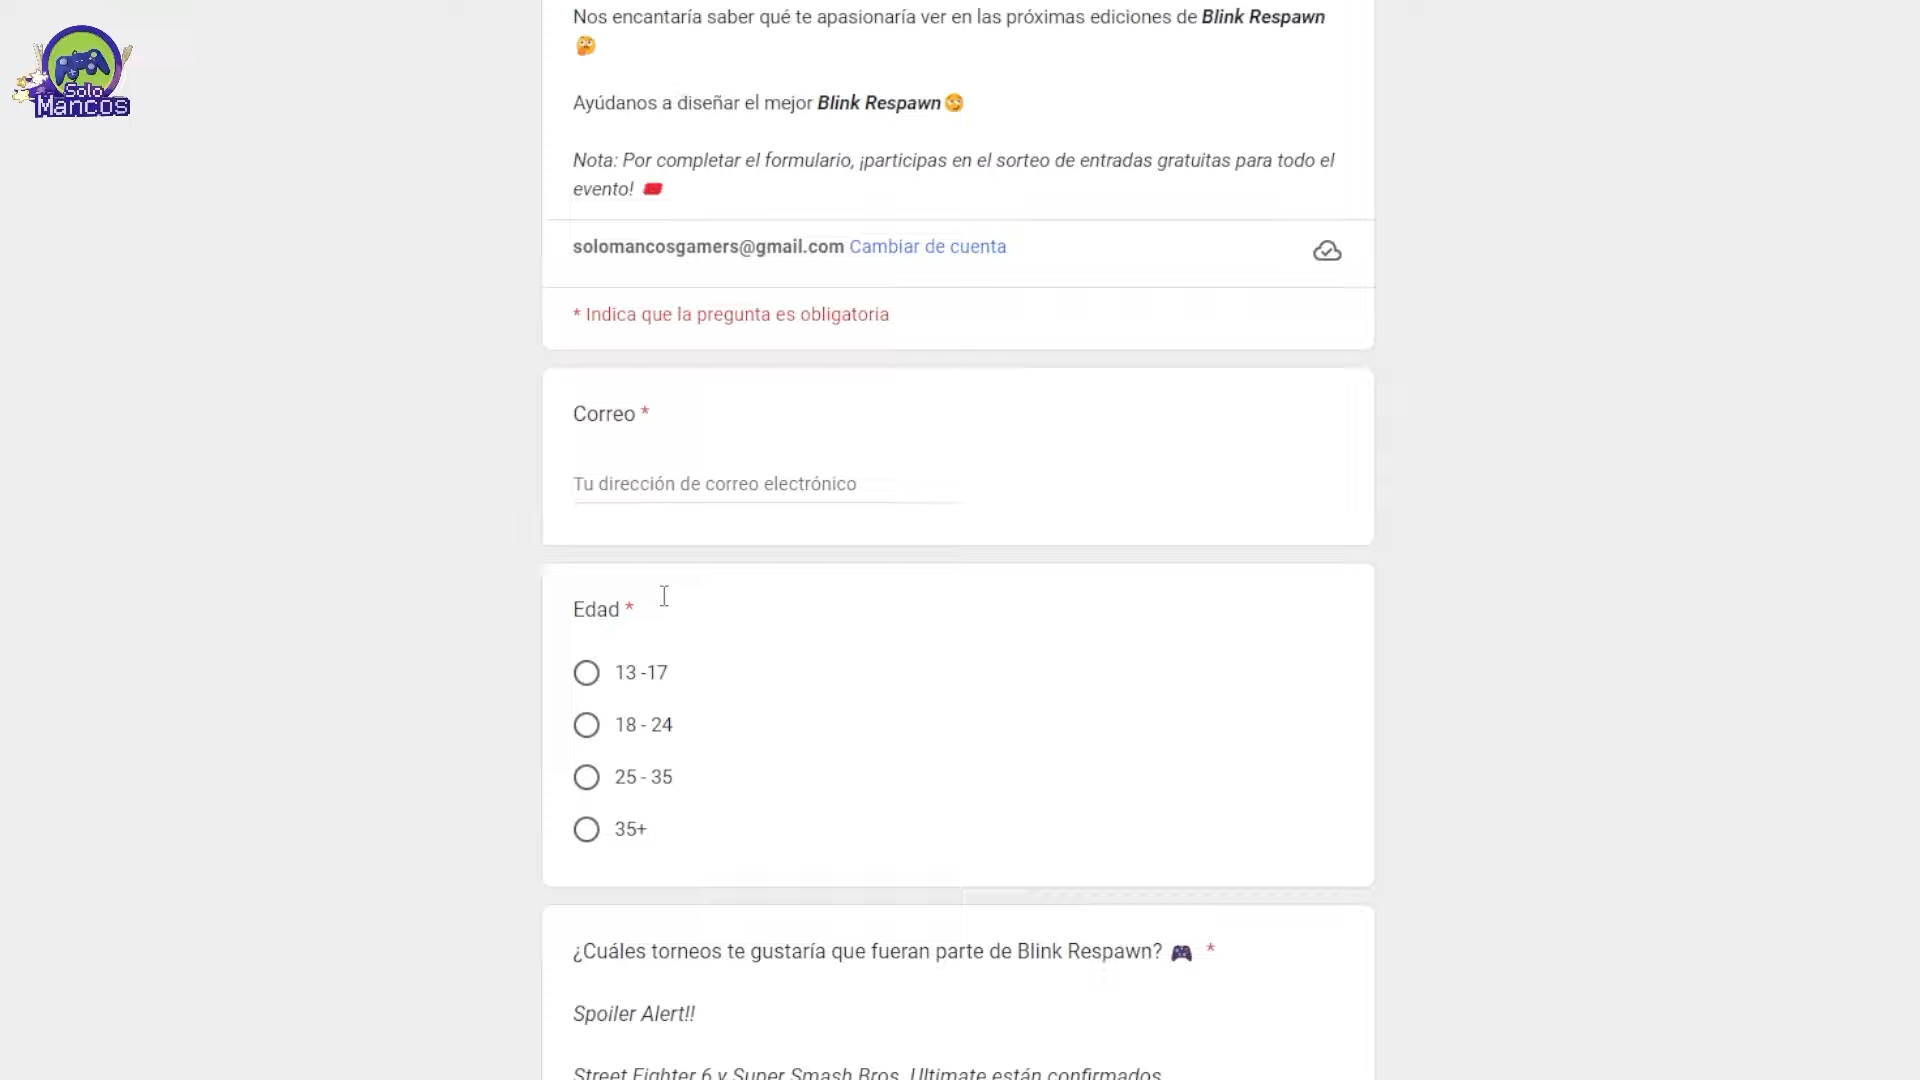 Solo
Mancos
Nos encantaría saber qué te apasionaría ver en las próximas ediciones de Blink Respawn
🤔
Ayúdanos a diseñar el mejor Blink Respawn
Nota: Por completar el formulario, ¡participas en el sorteo de entradas gratuitas para todo el
evento!
solomancosgamers@gmail.com Cambiar de cuenta
* Indica que la pregunta es obligatoria
Correo *
Tu dirección de correo electrónico
Edad *
13 -17
18 - 24
25 - 35
35+
¿Cuáles torneos te gustaría que fueran parte de Blink Respawn? 🎮 *
Spoiler Alert!!
Street Fighter 6 y Super Smash Bros. Ultimate están confirmados